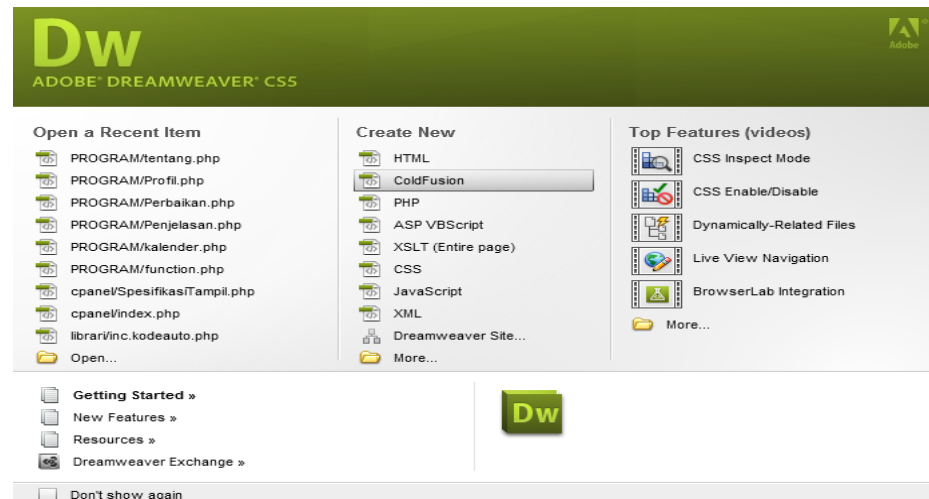 Dw
ADOBE® DREAMWEAVER® CS5
Adobe®
Open a Recent Item
PROGRAM/tentang.php
PROGRAM/Profil.php
PROGRAM/Perbaikan.php
PROGRAM/Penjelasan.php
PROGRAM/kalender.php
PROGRAM/function.php
cpanel/SpesifikasiTampil.php
cpanel/index.php
librari/inc.kodeauto.php
Open...
Create New
HTML
ColdFusion
PHP
ASP VBScript
XSLT (Entire page)
CSS
JavaScript
XML
Dreamweaver Site...
More...
Top Features (videos)
CSS Inspect Mode
CSS Enable/Disable
Dynamically-Related Files
Live View Navigation
BrowserLab Integration
More...
Getting Started »
New Features »
Resources »
Dreamweaver Exchange »
Dw
Don't show again